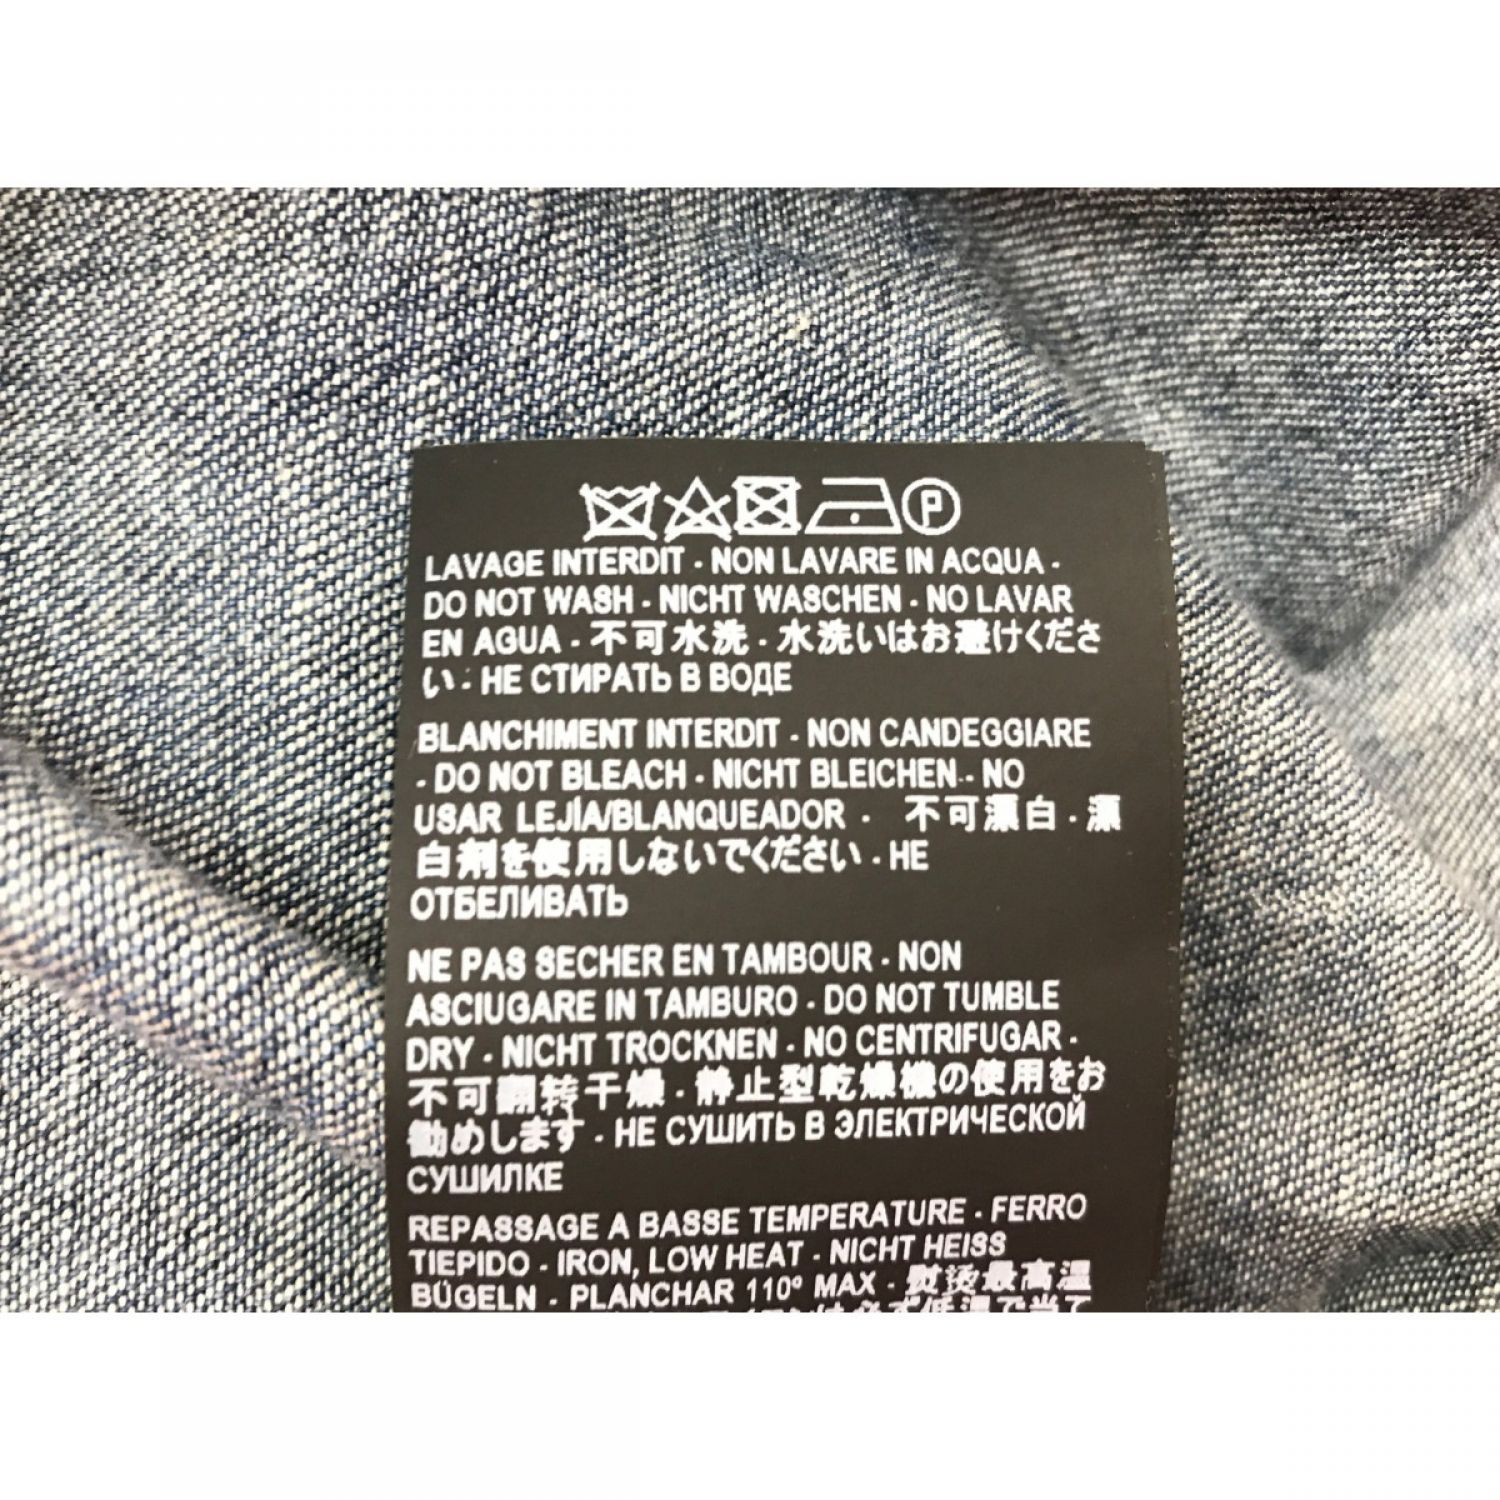 LAVAGE INTERDIT - NON LAVARE IN ACQUA -
DO NOT WASH - NICHT WASCHEN - NO LAVAR
EN AGUA - 不可水洗 - 水洗いはお避けくださ
い - НЕ СТИРАТЬ В ВОДЕ
BLANCHIMENT INTERDIT - NON CANDEGGIARE
- DO NOT BLEACH - NICHT BLEICHEN - NO
USAR LEJÍA/BLANQUEADOR - 不可漂白 - 漂
白剤を使用しないでください - НЕ
ОТБЕЛИВАТЬ
NE PAS SECHER EN TAMBOUR - NON
ASCIUGARE IN TAMBURO - DO NOT TUMBLE
DRY - NICHT TROCKNEN - NO CENTRIFUGAR -
不可翻转干燥 - 静止型乾燥機の使用をお
勧めします - НЕ СУШИТЬ В ЭЛЕКТРИЧЕСКОЙ
СУШИЛКЕ
REPASSAGE A BASSE TEMPERATURE - FERRO
TIEPIDO - IRON, LOW HEAT - NICHT HEISS
BÜGELN - PLANCHAR 110º MAX - 熨烫最高温